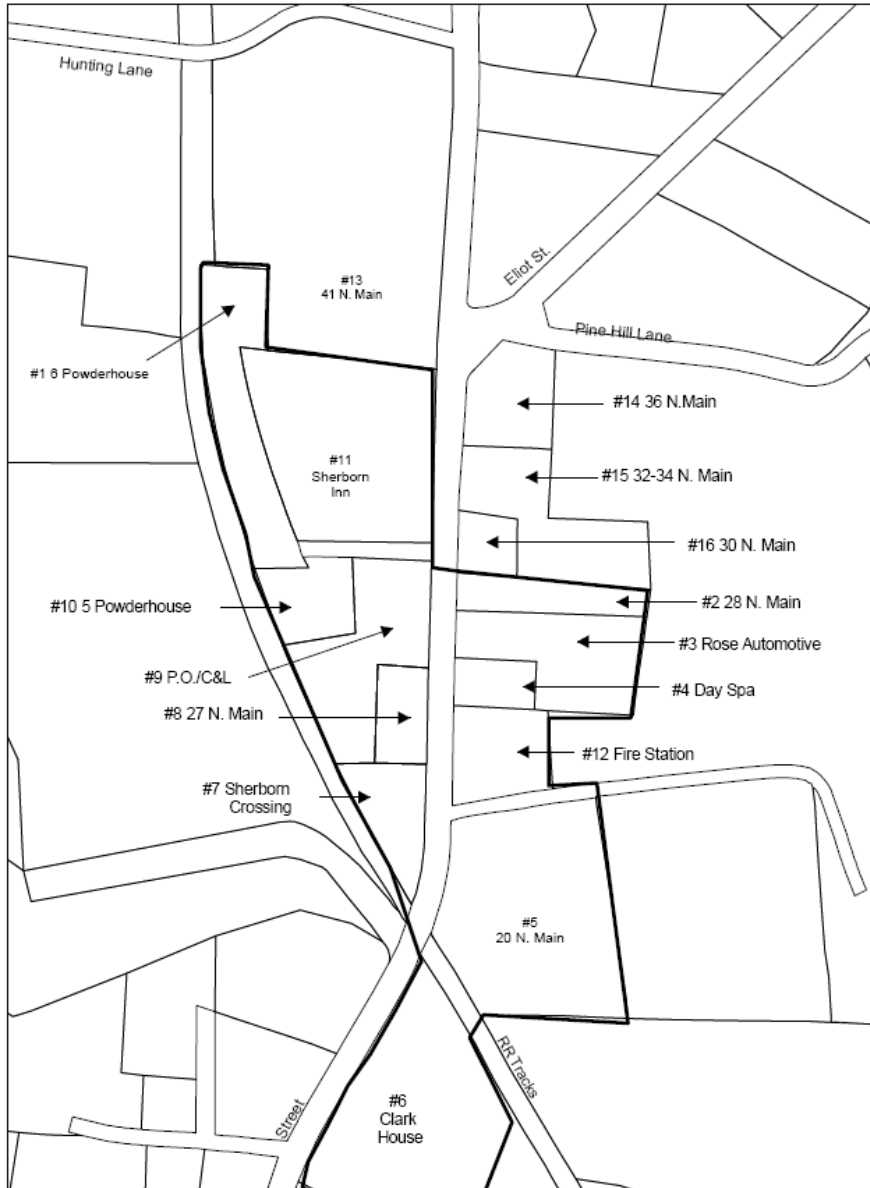 Hunting Lane
#13
41 N. Main
Eliot St.
Pine Hill Lane
#1 6 Powderhouse
#14 36 N.Main
#11
Sherborn
Inn
#15 32-34 N. Main
#16 30 N. Main
#10 5 Powderhouse
#2 28 N. Main
#3 Rose Automotive
#9 P.O./C&L
#4 Day Spa
#8 27 N. Main
#12 Fire Station
#7 Sherborn
Crossing
#5
20 N. Main
RR Tracks
#6
Clark
House
Street